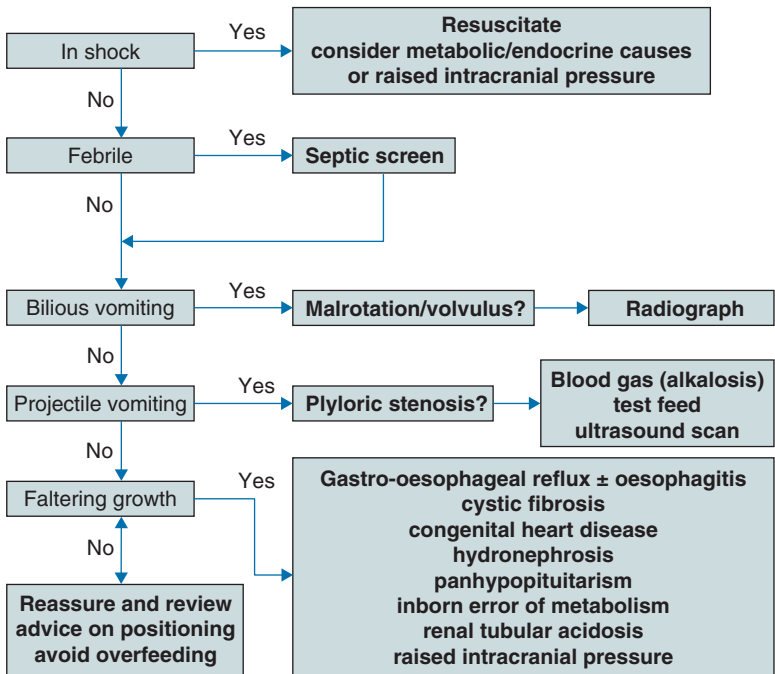 In shock
Yes
Resuscitate
consider metabolic/endocrine causes
or raised intracranial pressure
No
Febrile
Yes
Septic screen
No
Bilious vomiting
Yes
Malrotation/volvulus?
Radiograph
No
Projectile vomiting
Yes
Plyloric stenosis?
Blood gas (alkalosis)
test feed
ultrasound scan
No
Faltering growth
Yes
Gastro-oesophageal reflux ± oesophagitis
cystic fibrosis
congenital heart disease
hydronephrosis
panhypopituitarism
inborn error of metabolism
renal tubular acidosis
raised intracranial pressure
No
Reassure and review
advice on positioning
avoid overfeeding